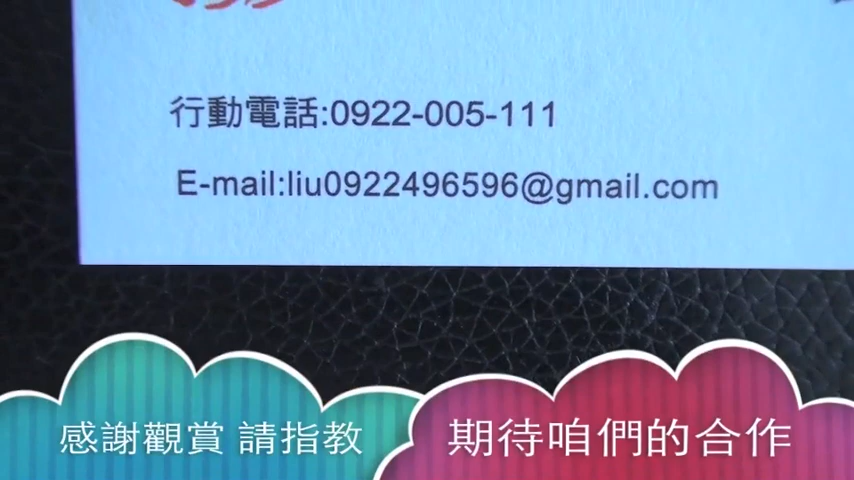 行動電話:0922-005-111
E-mail:liu0922496596@gmail.com
感謝觀賞 請指教
期待咱們的合作